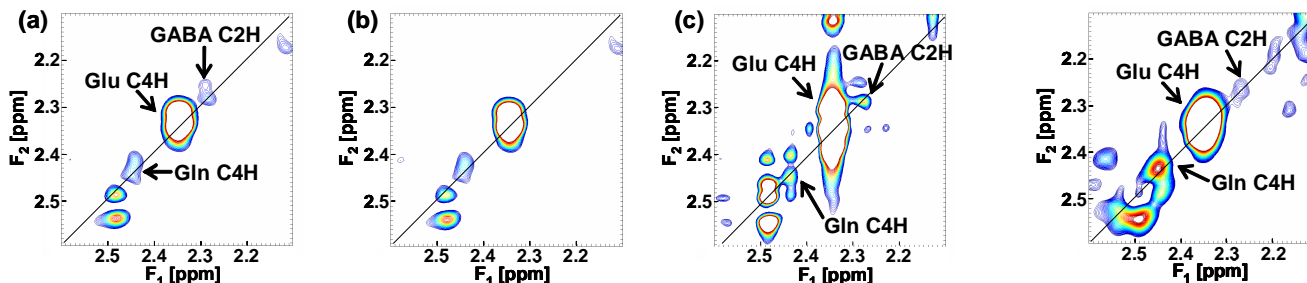 (a)
GABA C2H
Glu C4H
Gln C4H
2.2
2.3
2.4
2.5
F2 [ppm]
2.5 2.4 2.3 2.2
F1 [ppm]
(b)
2.2
2.3
2.4
2.5
F2 [ppm]
2.5 2.4 2.3 2.2
F1 [ppm]
(c)
Glu C4H
GABA C2H
Gln C4H
2.2
2.3
2.4
2.5
F2 [ppm]
2.5 2.4 2.3 2.2
F1 [ppm]
GABA C2H
Glu C4H
Gln C4H
2.2
2.3
2.4
2.5
F2 [ppm]
2.5 2.4 2.3 2.2
F1 [ppm]